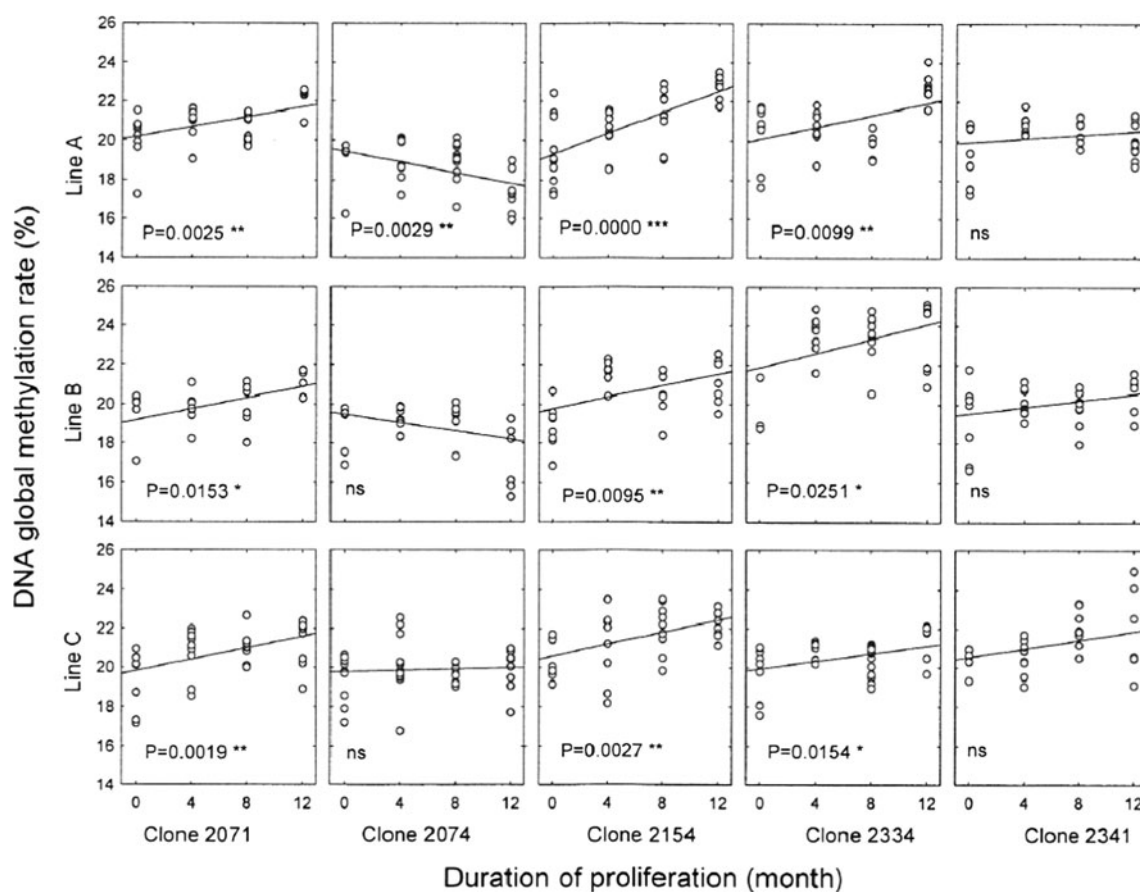 DNA global methylation rate (%)
Line A
26
24
22
20
18
16
14
P=0.0025 **
P=0.0029 **
P=0.0000 ***
P=0.0099 **
ns
Line B
26
24
22
20
18
16
14
P=0.0153 *
ns
P=0.0095 **
P=0.0251 *
ns
Line C
26
24
22
20
18
16
14
P=0.0019 **
ns
P=0.0027 **
P=0.0154 *
ns
0 4 8 12
0 4 8 12
0 4 8 12
0 4 8 12
0 4 8 12
Clone 2071
Clone 2074
Clone 2154
Clone 2334
Clone 2341
Duration of proliferation (month)